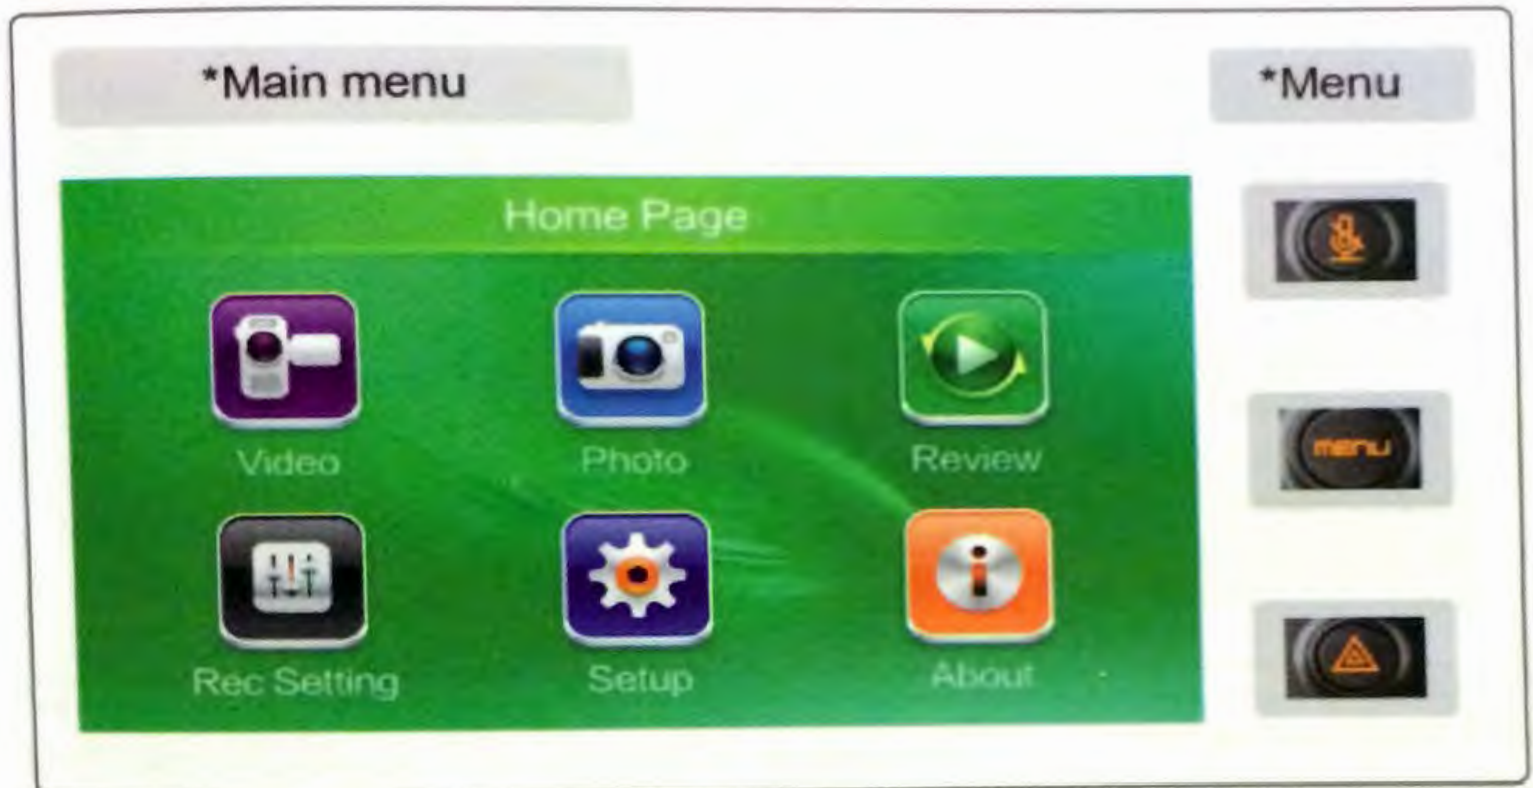 *Main menu
*Menu
Home Page
Video
Photo
Review
menu
Rec Setting
Setup
About